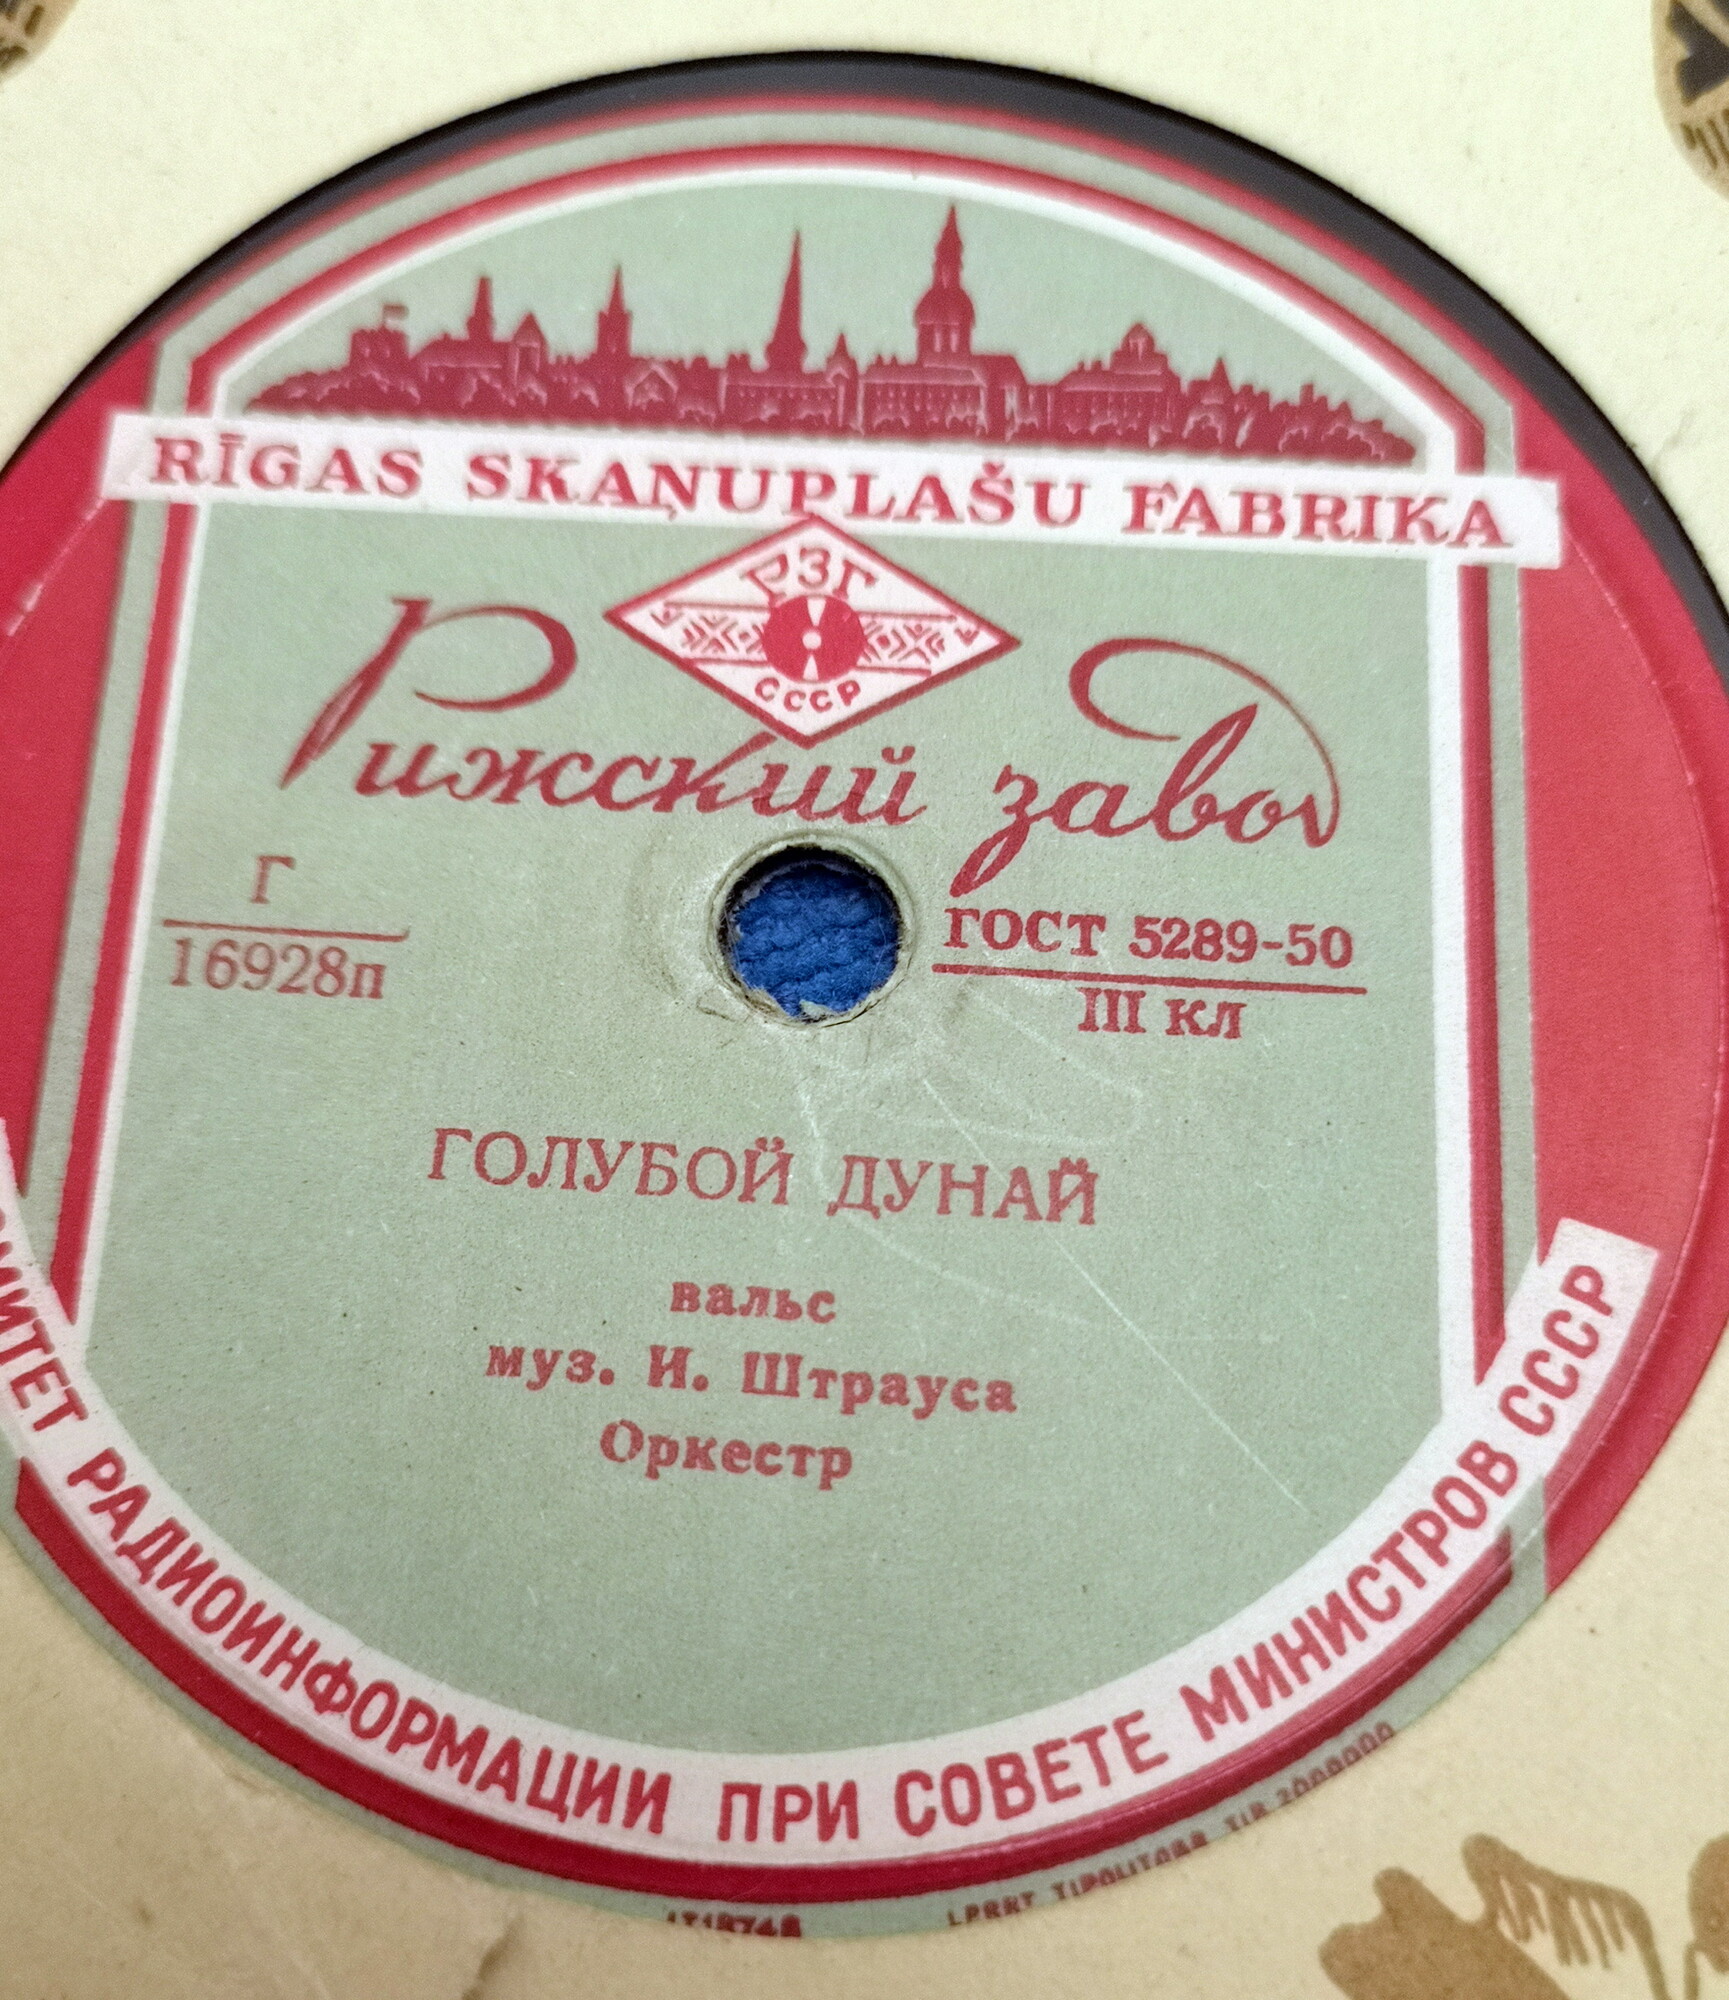 RĪGAS SKAŅUPLAŠU FABRIKA
РЗГ
СССР
Рижский завод
Г
16928п
ГОСТ 5289-50
III КЛ
ГОЛУБОЙ ДУНАЙ
вальс
муз. И. Штрауса
Оркестр
РАДИОИНФОРМАЦИИ ПРИ СОВЕТЕ МИНИСТРОВ СССР